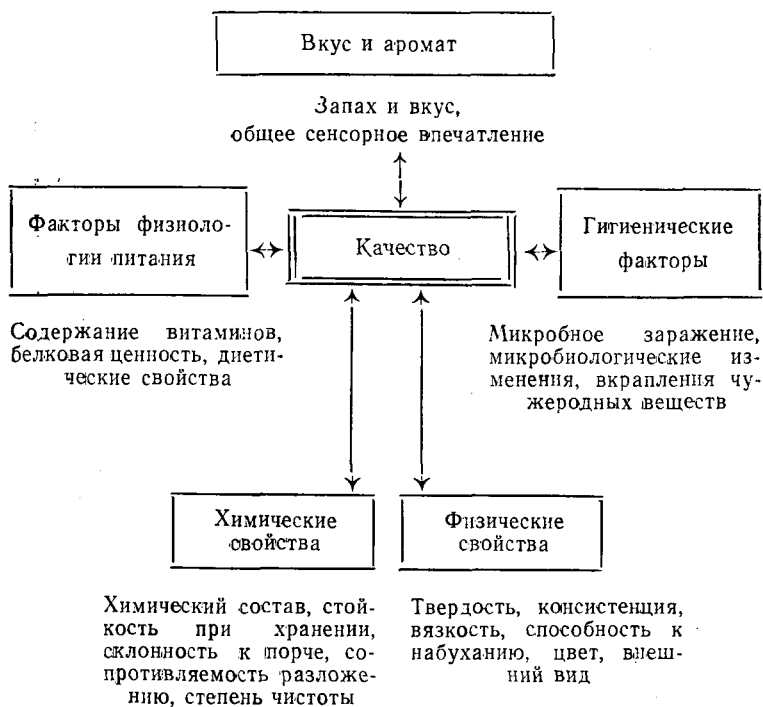 Вкус и аромат
Запах и вкус,
общее сенсорное впечатление
Факторы физиоло-
гии питания
Качество
Гигиенические
факторы
Содержание витаминов,
белковая ценность, диети-
ческие свойства
Микробное заражение,
микробиологические из-
менения, вкрапления чу-
жеродных веществ
Химические
свойства
Физические
свойства
Химический состав, стой-
кость при хранении,
склонность к порче, со-
противляемость разложе-
нию, степень чистоты
Твердость, консистенция,
вязкость, способность к
набуханию, цвет, внеш-
ний вид